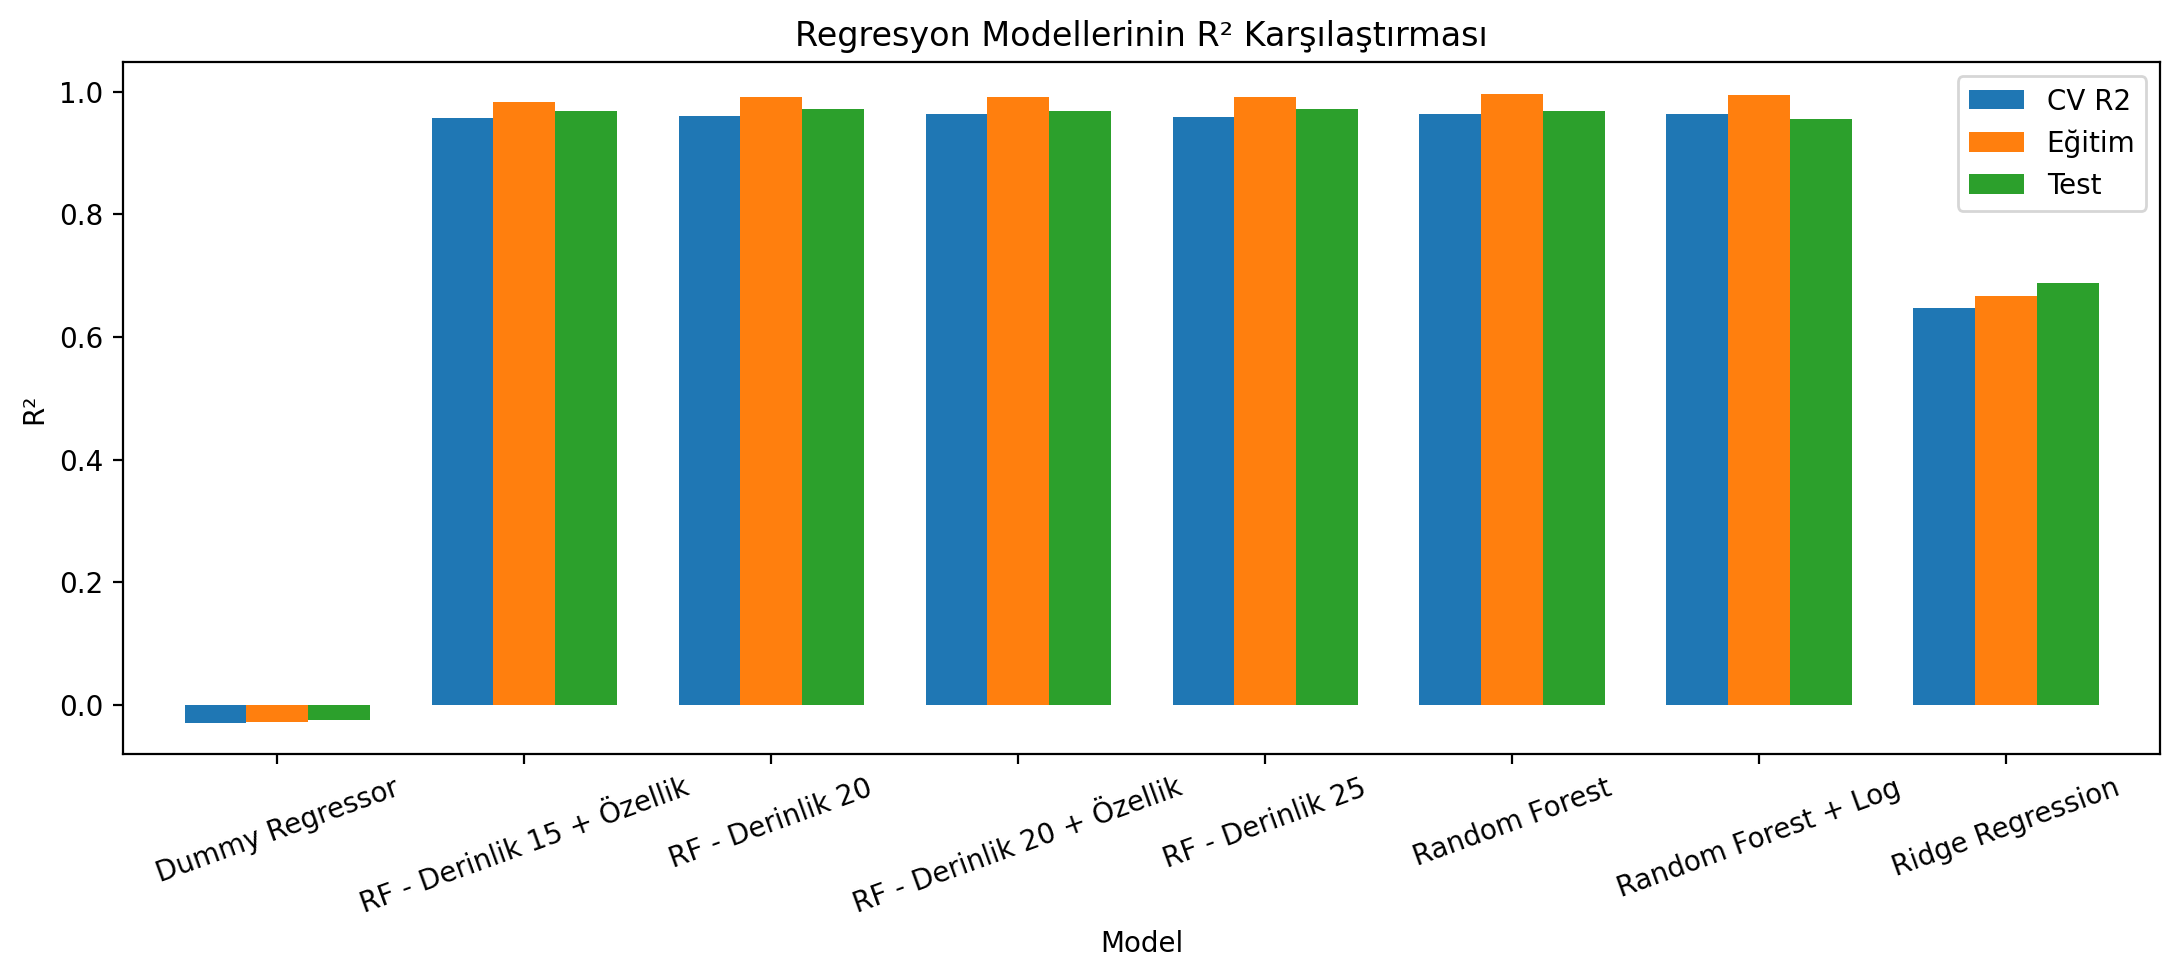 Regresyon Modellerinin R² Karşılaştırması
1.0
0.8
0.6
0.4
0.2
0.0
R²
CV R2
Eğitim
Test
Dummy Regressor
RF - Derinlik 15 + Özellik
RF - Derinlik 20
RF - Derinlik 20 + Özellik
RF - Derinlik 25
Random Forest
Random Forest + Log
Ridge Regression
Model